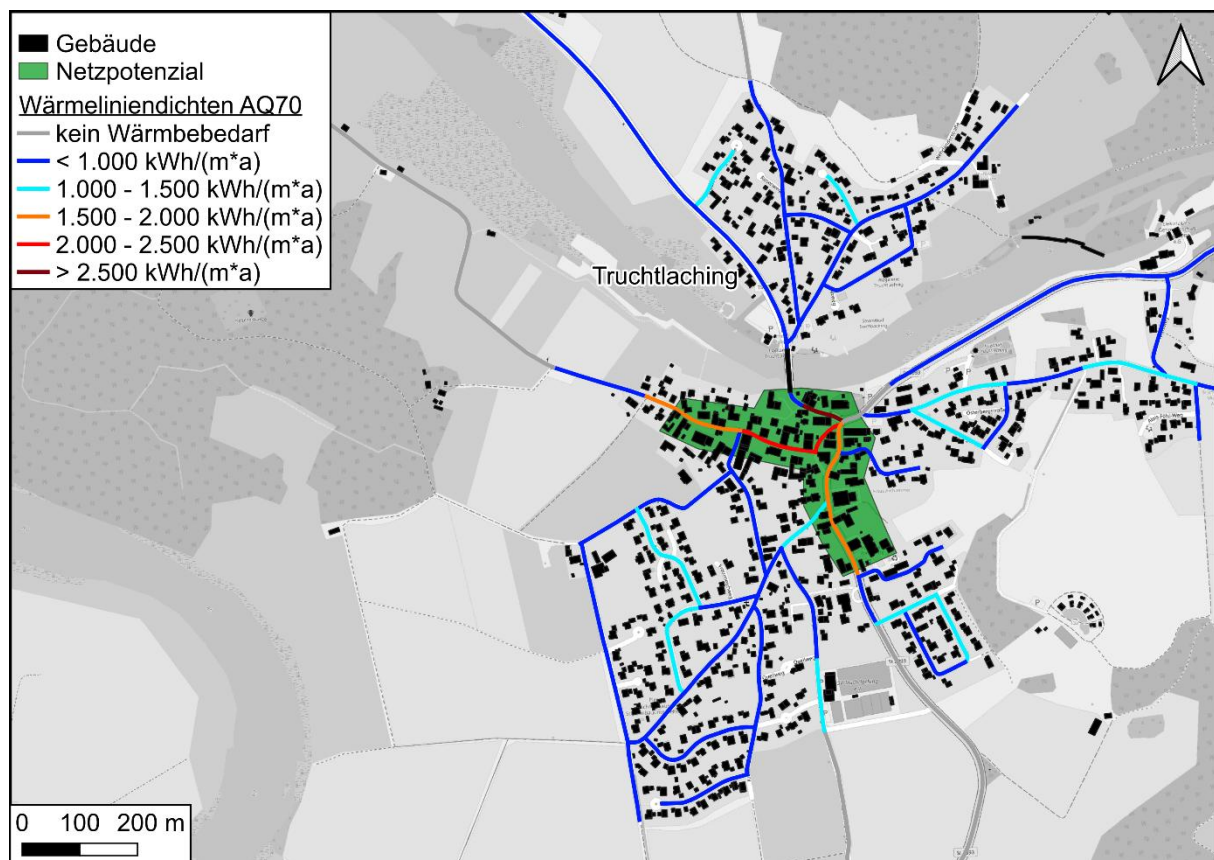 Gebäude
Netzpotenzial
Wärmeliniendichten AQ70
kein Wärmbebedarf
< 1.000 kWh/(m*a)
1.000 - 1.500 kWh/(m*a)
1.500 - 2.000 kWh/(m*a)
2.000 - 2.500 kWh/(m*a)
> 2.500 kWh/(m*a)
Truchtlaching
P
P P
P
0 100 200 m